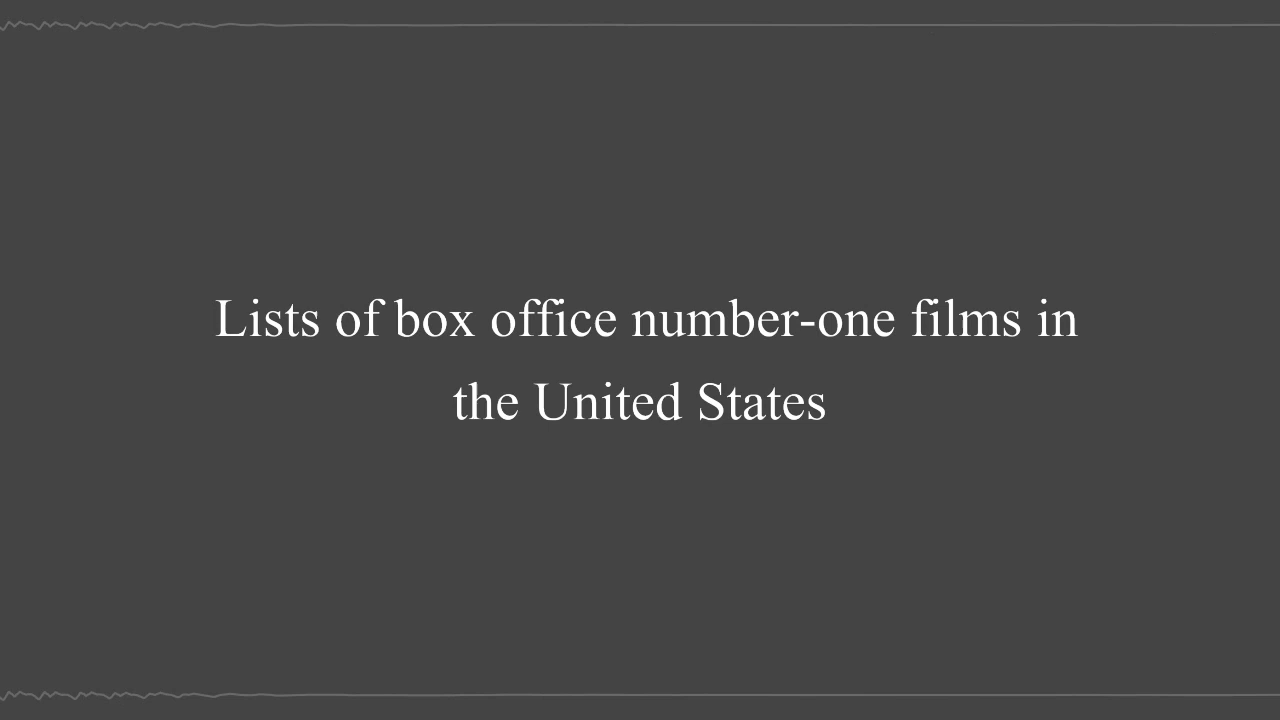 Lists of box office number-one films in
the United States